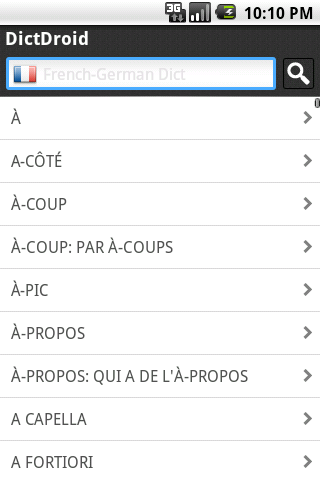 3G 10:10 PM
DictDroid
French-German Dict
À
A-CÔTÉ
À-COUP
À-COUP: PAR À-COUPS
À-PIC
À-PROPOS
À-PROPOS: QUI A DE L'À-PROPOS
A CAPELLA
A FORTIORI